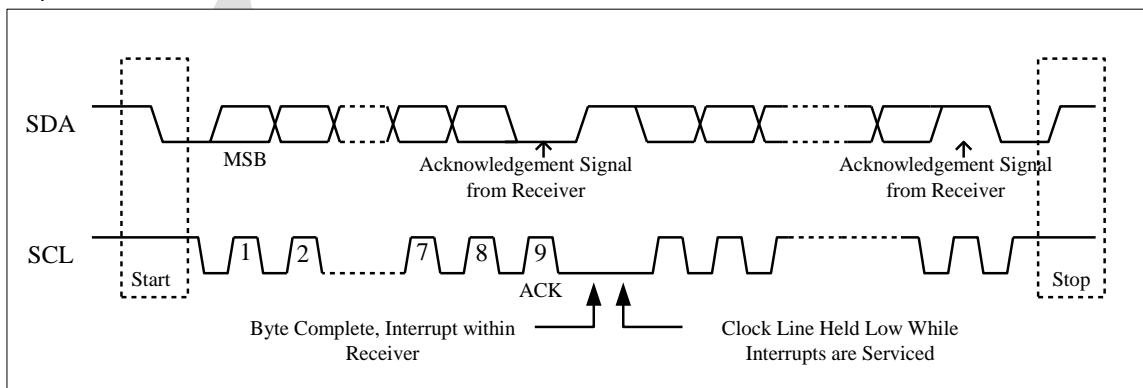 SDA
MSB
Acknowledgement Signal
from Receiver
Acknowledgement Signal
from Receiver
SCL
1
2
7
8
9
Start
ACK
Stop
Byte Complete, Interrupt within
Receiver
Clock Line Held Low While
Interrupts are Serviced